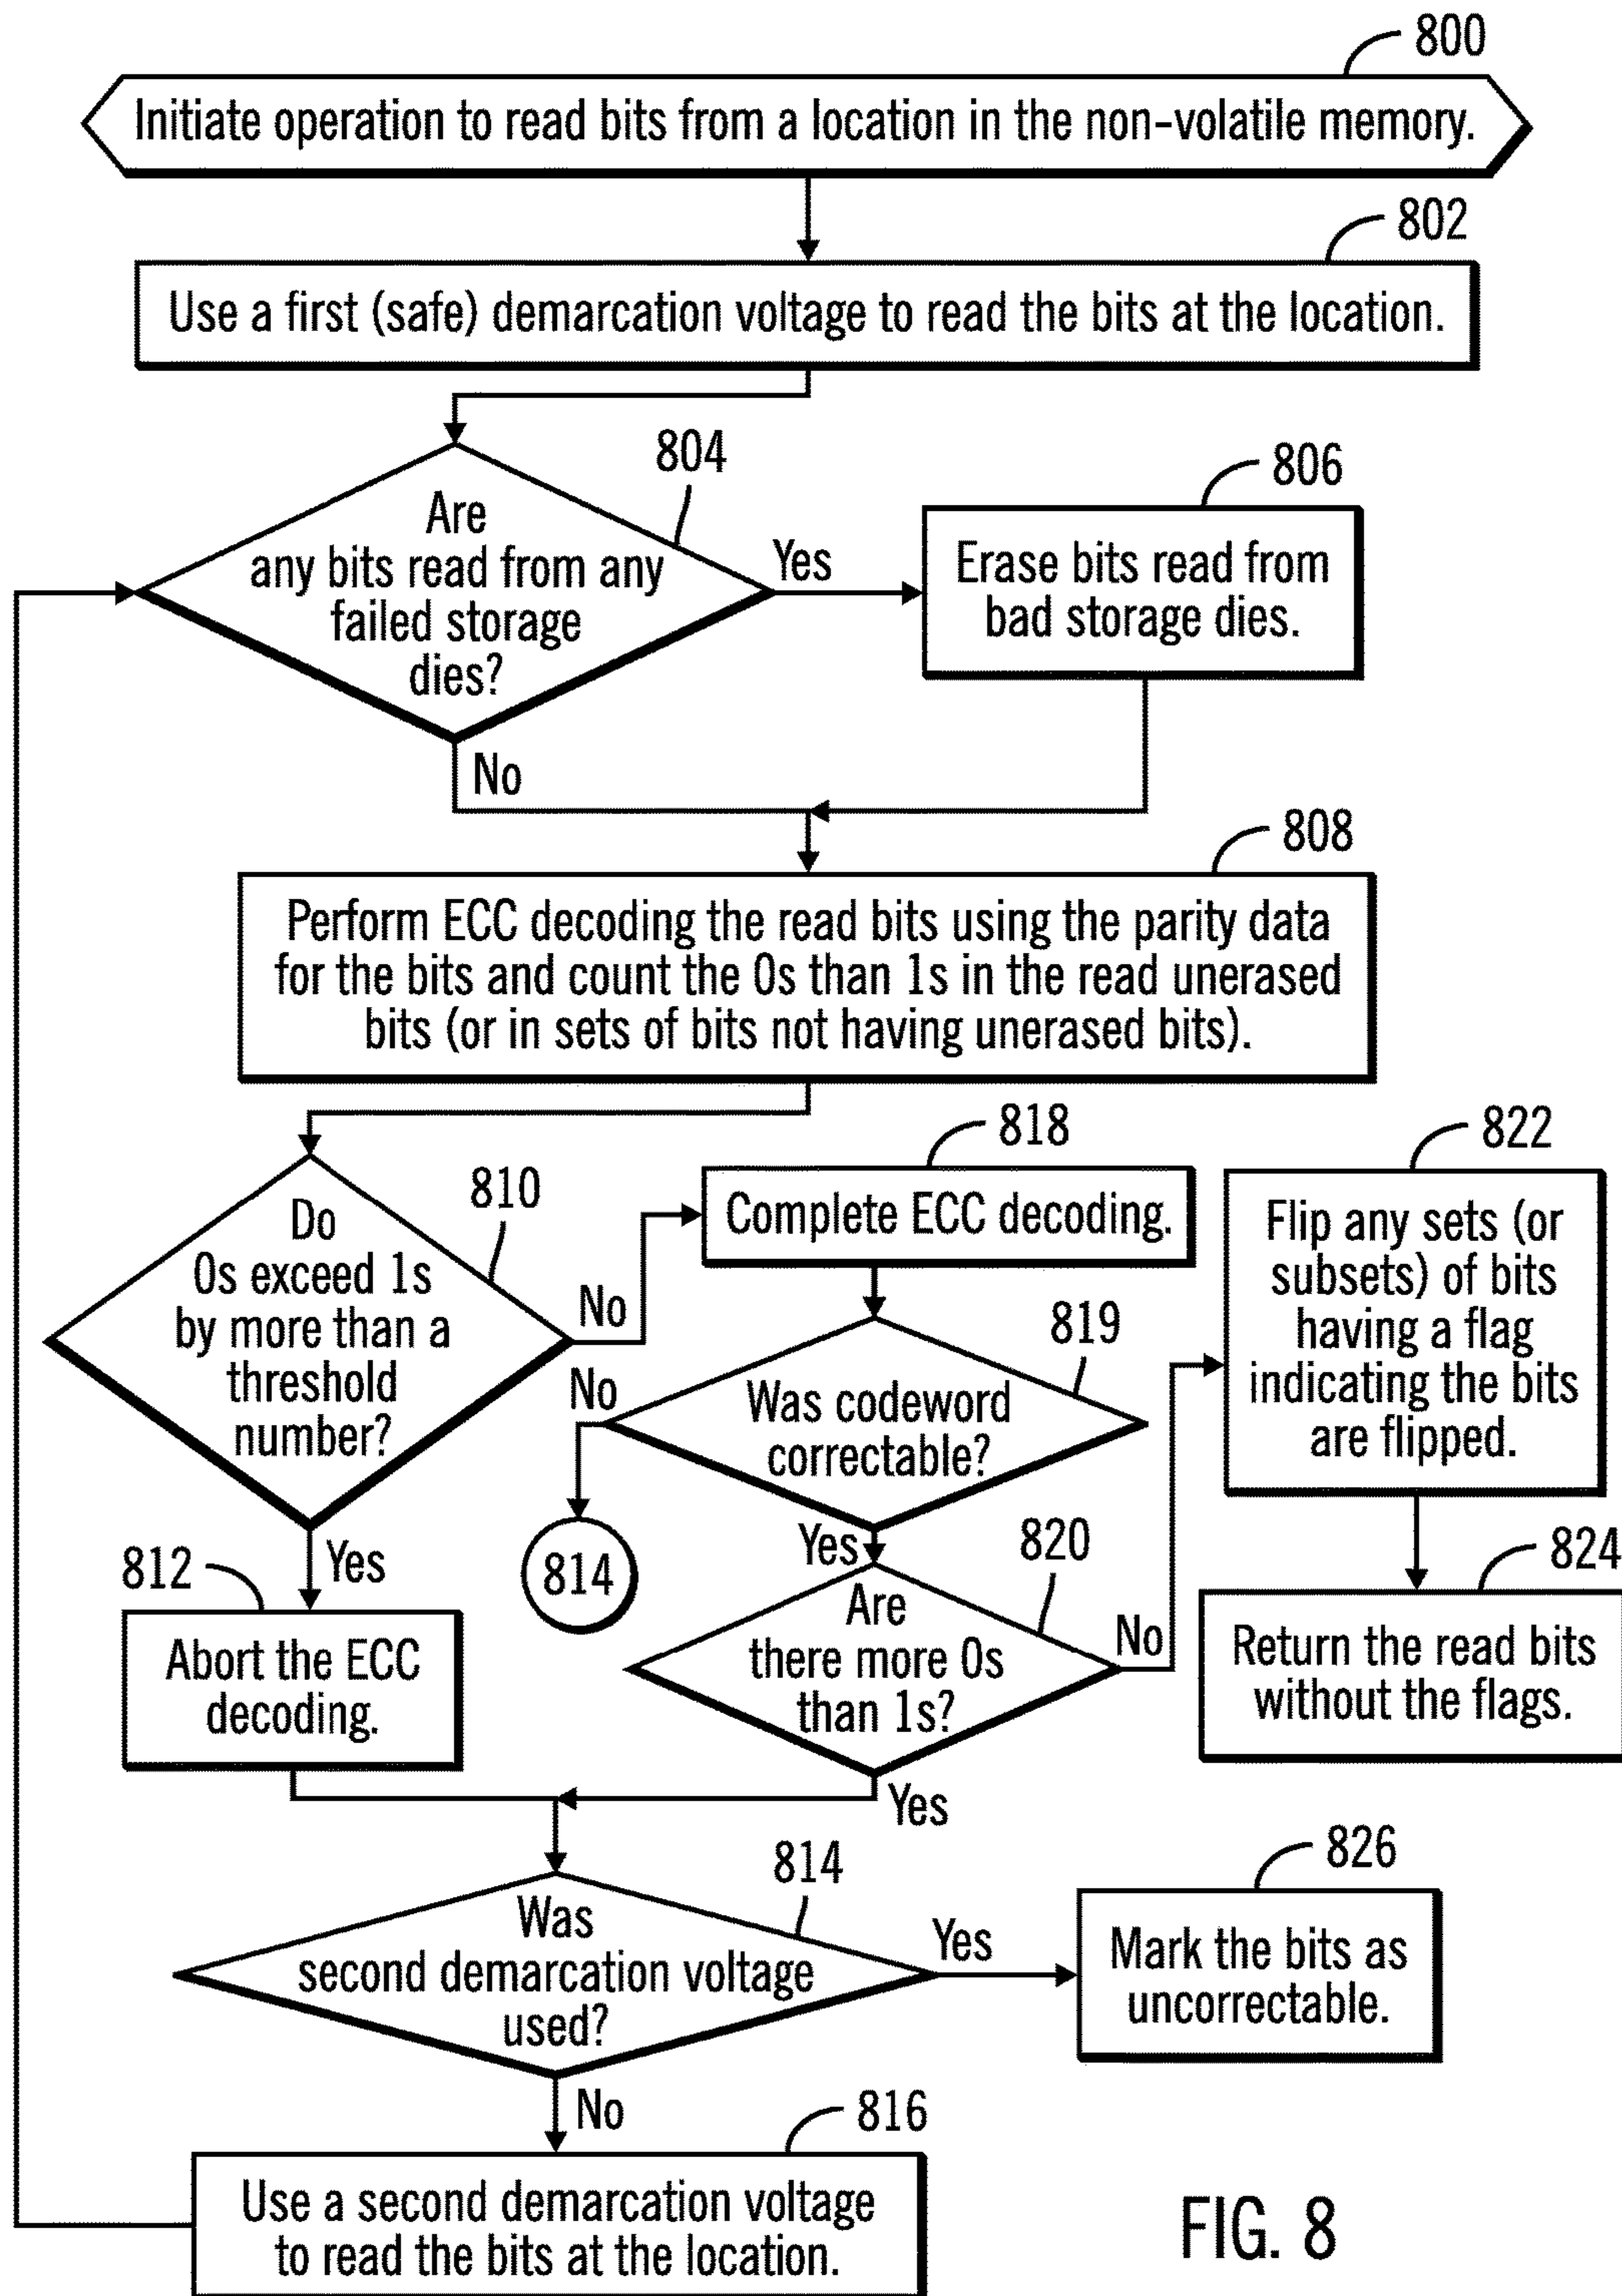 800
Initiate operation to read bits from a location in the non-volatile memory.
802
Use a first (safe) demarcation voltage to read the bits at the location.
804
Are
any bits read from any
failed storage
dies?
Yes
806
Erase bits read from
bad storage dies.
No
808
Perform ECC decoding the read bits using the parity data
for the bits and count the 0s than 1s in the read unerased
bits (or in sets of bits not having unerased bits).
810
Do
0s exceed 1s
by more than a
threshold
number?
No
Yes
818
Complete ECC decoding.
819
Was codeword
correctable?
No
814
Yes
820
Are
there more 0s
than 1s?
No
Yes
822
Flip any sets (or
subsets) of bits
having a flag
indicating the bits
are flipped.
824
Return the read bits
without the flags.
812
Abort the ECC
decoding.
814
Was
second demarcation voltage
used?
Yes
826
Mark the bits as
uncorrectable.
No
816
Use a second demarcation voltage
to read the bits at the location.
FIG. 8